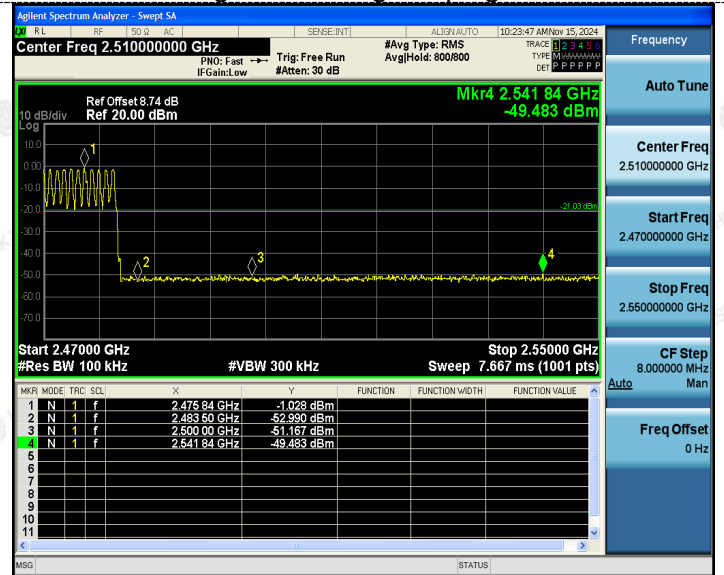 Agilent Spectrum Analyzer - Swept SA
LXI RL RF 50 Ω AC SENSE:INT ALIGN AUTO 10:23:47 AM Nov 15, 2024
Center Freq 2.510000000 GHz
#Avg Type: RMS
TRACE 1 2 3 4 5 6
PNO: Fast Trig: Free Run Avg|Hold: 800/800
TYPE M W W W W W
IFGain:Low #Atten: 30 dB
DET P P P P P P
Mkr4 2.541 84 GHz
-49.483 dBm
Ref Offset 8.74 dB
10 dB/div Ref 20.00 dBm
Log
10.0
0.00
-10.0
-20.0
-30.0
-40.0
-50.0
-60.0
-70.0
1
2
3
4
-21.03 dBm
Start 2.47000 GHz Stop 2.55000 GHz
#Res BW 100 kHz #VBW 300 kHz Sweep 7.667 ms (1001 pts)
MKR MODE TRC SCL X Y FUNCTION FUNCTION WIDTH FUNCTION VALUE
1 N 1 f 2.475 84 GHz -1.028 dBm
2 N 1 f 2.483 50 GHz -52.990 dBm
3 N 1 f 2.500 00 GHz -51.167 dBm
4 N 1 f 2.541 84 GHz -49.483 dBm
5
6
7
8
9
10
11
MSG STATUS
Frequency
Auto Tune
Center Freq
2.510000000 GHz
Start Freq
2.470000000 GHz
Stop Freq
2.550000000 GHz
CF Step
8.000000 MHz
Auto Man
Freq Offset
0 Hz